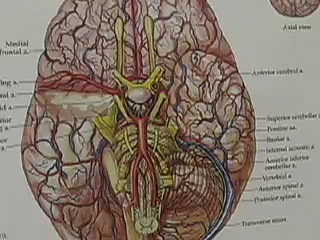 Axial view
Medial
frontal a.
Anterior cerebral a.
Superior cerebellar a.
Pontine aa.
Basilar a.
Internal acoustic a.
Anterior inferior
cerebellar a.
Vertebral a.
Anterior spinal a.
Posterior spinal a.
Transverse sinus